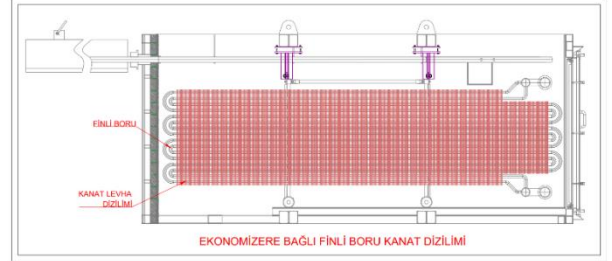 FİNLİ BORU
KANAT LEVHA
DİZİLİMİ
EKONOMİZERE BAĞLI FİNLİ BORU KANAT DİZİLİMİ